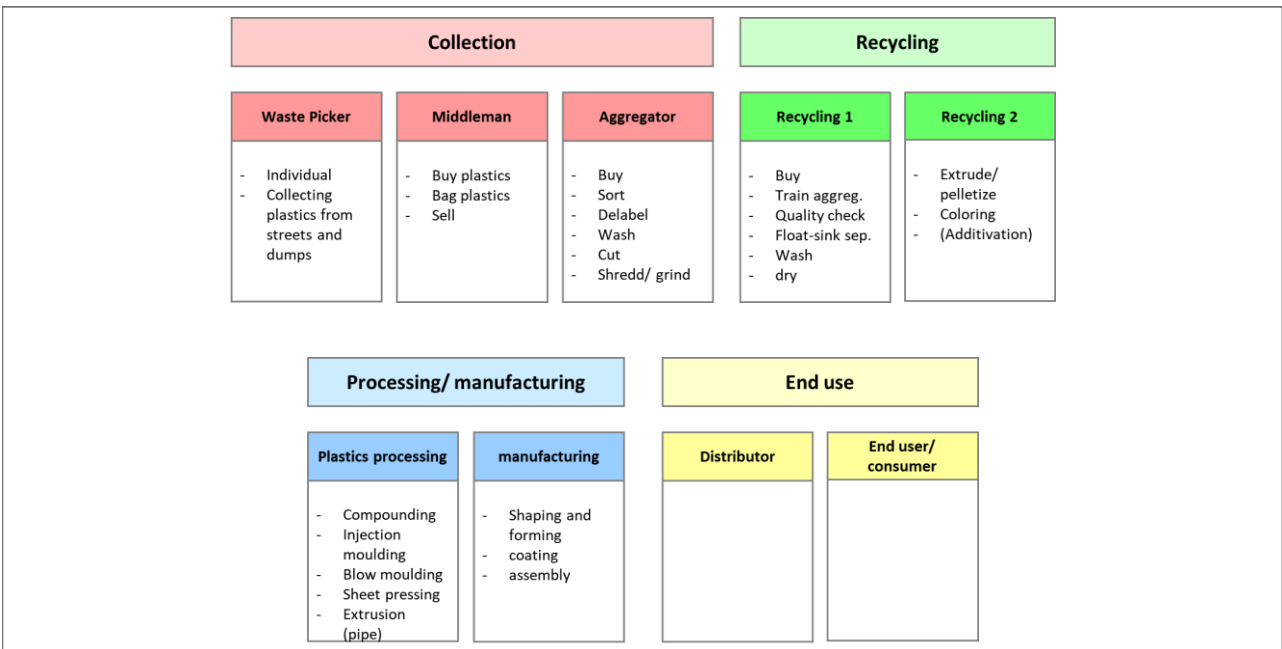 Collection
Recycling
Waste Picker
Middleman
Aggregator
Recycling 1
Recycling 2
- Individual
- Collecting
plastics from
streets and
dumps
- Buy plastics
- Bag plastics
- Sell
- Buy
- Sort
- Delabel
- Wash
- Cut
- Shredd/ grind
- Buy
- Train aggreg.
- Quality check
- Float-sink sep.
- Wash
- dry
- Extrude/
pelletize
- Coloring
- (Additivation)
Processing/ manufacturing
End use
Plastics processing
manufacturing
Distributor
End user/
consumer
- Compounding
- Injection
moulding
- Blow moulding
- Sheet pressing
- Extrusion
(pipe)
- Shaping and
forming
- coating
- assembly